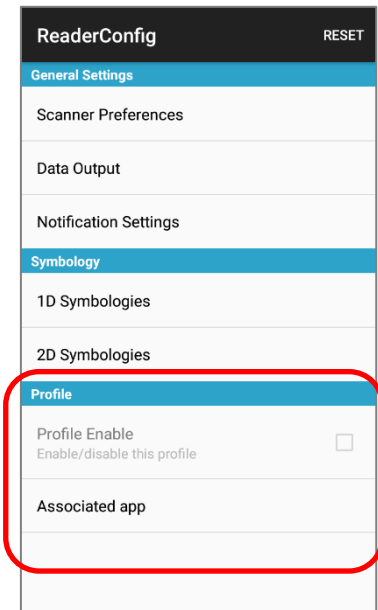 ReaderConfig RESET
General Settings
Scanner Preferences
Data Output
Notification Settings
Symbology
1D Symbologies
2D Symbologies
Profile
Profile Enable
Enable/disable this profile
Associated app